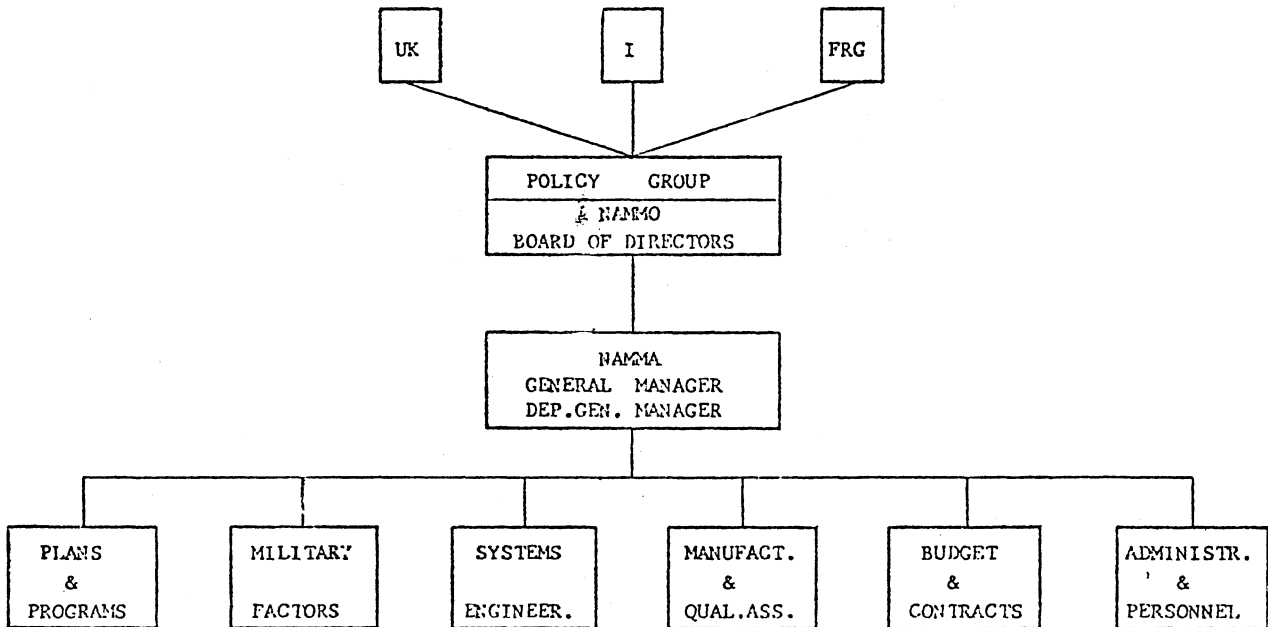 UK
I
FRG
POLICY GROUP
NAMMO
BOARD OF DIRECTORS
NAMMA
GENERAL MANAGER
DEP.GEN. MANAGER
PLANS
&
PROGRAMS
MILITARY
FACTORS
SYSTEMS
ENGINEER.
MANUFACT.
&
QUAL.ASS.
BUDGET
&
CONTRACTS
ADMINISTR.
&
PERSONNEL